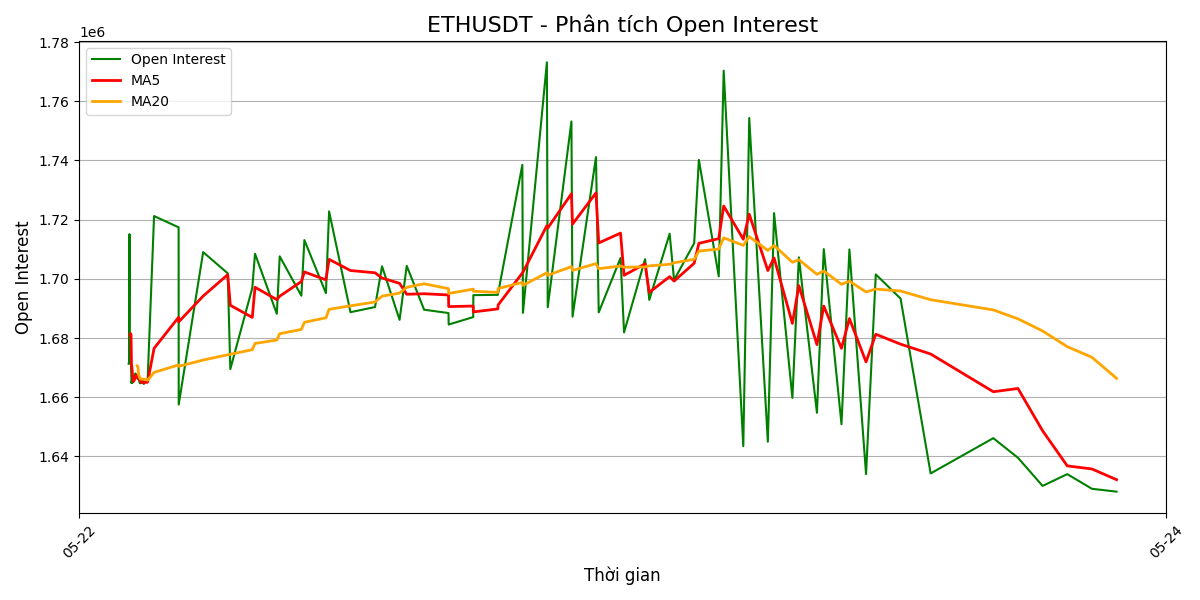 ETHUSDT - Phân tích Open Interest
1e6
1.78
1.76
1.74
1.72
1.70
1.68
1.66
1.64
Open Interest
MA5
MA20
Open Interest
05-22
05-24
Thời gian